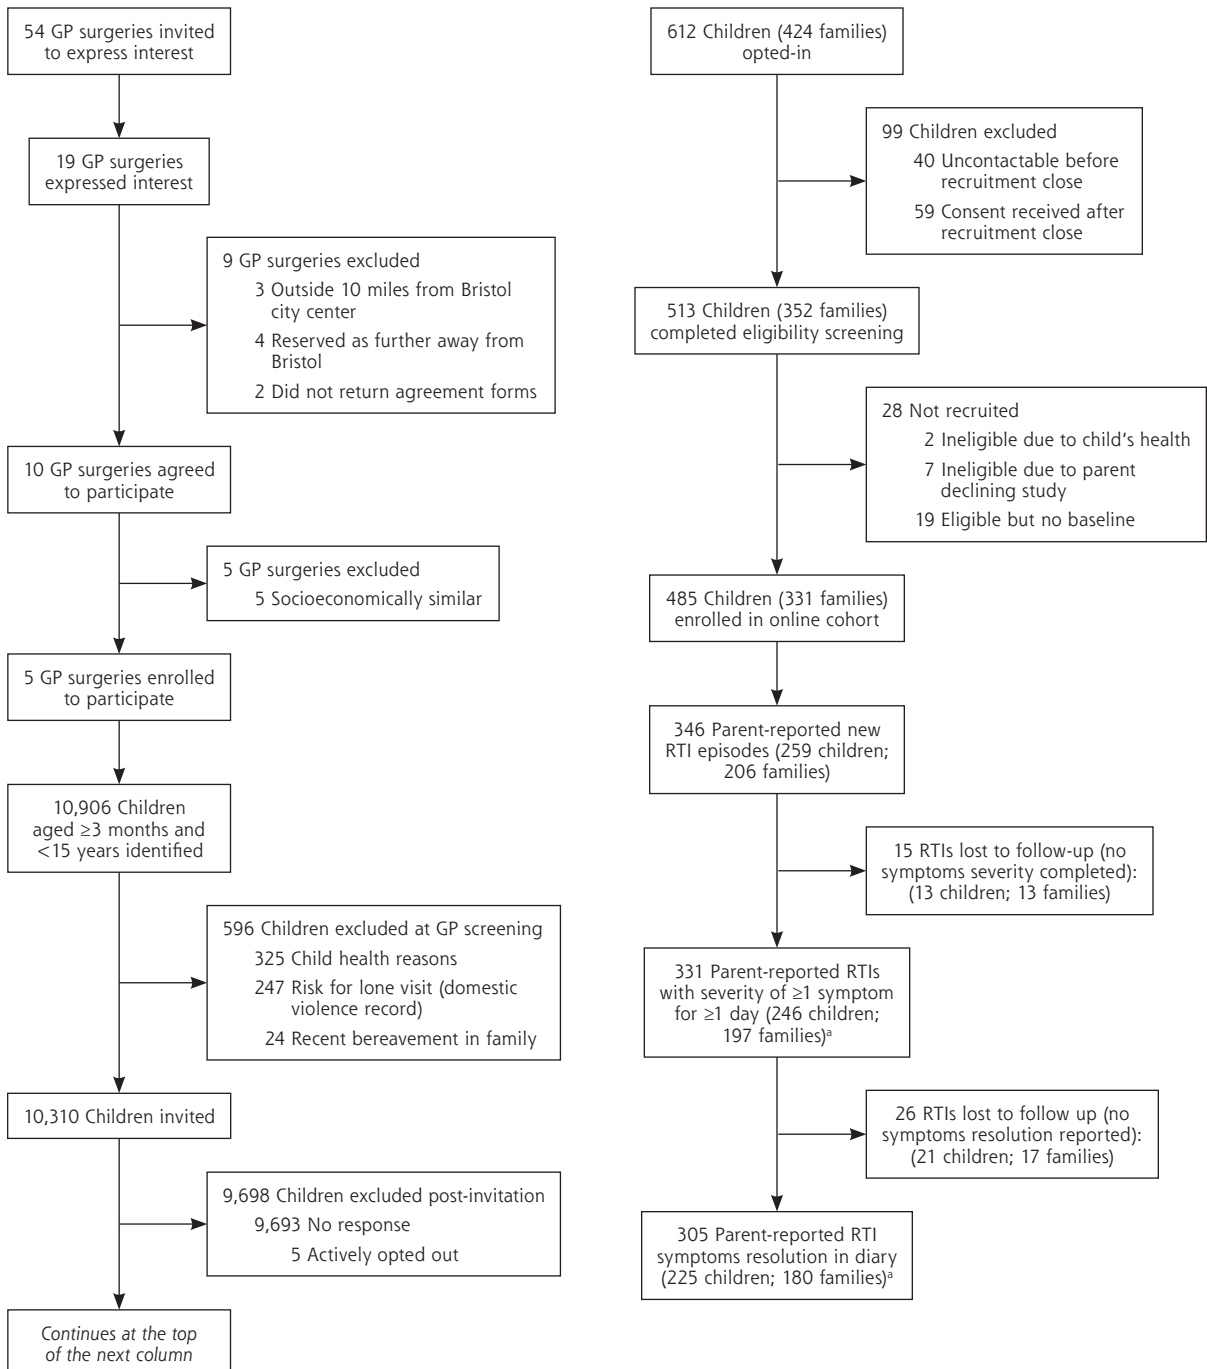 54 GP surgeries invited
to express interest
19 GP surgeries
expressed interest
9 GP surgeries excluded
3 Outside 10 miles from Bristol
city center
4 Reserved as further away from
Bristol
2 Did not return agreement forms
10 GP surgeries agreed
to participate
5 GP surgeries excluded
5 Socioeconomically similar
5 GP surgeries enrolled
to participate
10,906 Children
aged ≥3 months and
<15 years identified
596 Children excluded at GP screening
325 Child health reasons
247 Risk for lone visit (domestic
violence record)
24 Recent bereavement in family
10,310 Children invited
9,698 Children excluded post-invitation
9,693 No response
5 Actively opted out
Continues at the top
of the next column
612 Children (424 families)
opted-in
99 Children excluded
40 Uncontactable before
recruitment close
59 Consent received after
recruitment close
513 Children (352 families)
completed eligibility screening
28 Not recruited
2 Ineligible due to child's health
7 Ineligible due to parent
declining study
19 Eligible but no baseline
485 Children (331 families)
enrolled in online cohort
346 Parent-reported new
RTI episodes (259 children;
206 families)
15 RTIs lost to follow-up (no
symptoms severity completed):
(13 children; 13 families)
331 Parent-reported RTIs
with severity of ≥1 symptom
for ≥1 day (246 children;
197 families)ᵃ
26 RTIs lost to follow up (no
symptoms resolution reported):
(21 children; 17 families)
305 Parent-reported RTI
symptoms resolution in diary
(225 children; 180 families)ᵃ